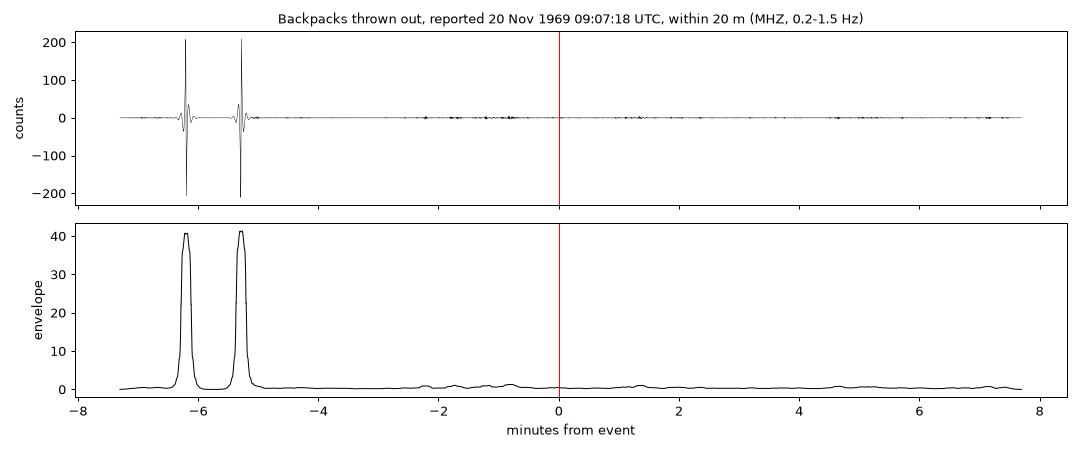 Backpacks thrown out, reported 20 Nov 1969 09:07:18 UTC, within 20 m (MHZ, 0.2-1.5 Hz)
200
100
0
−100
−200
counts
40
30
20
10
0
envelope
−8 −6 −4 −2 0 2 4 6 8
minutes from event